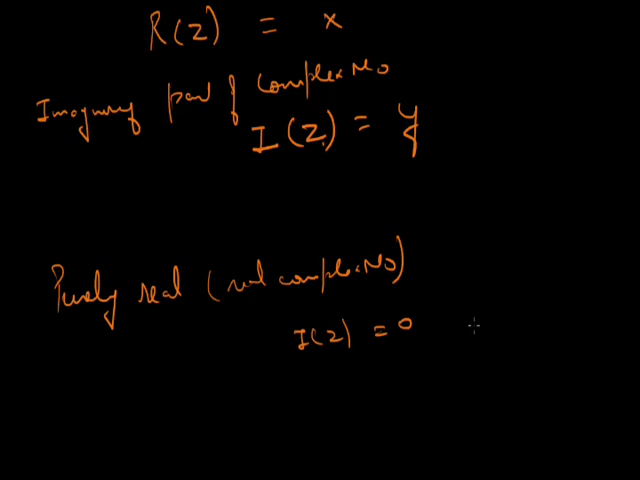 R(z) = x
Imaginary part of complex No
I(z) = y
Purely real (real complex No)
I(z) = 0